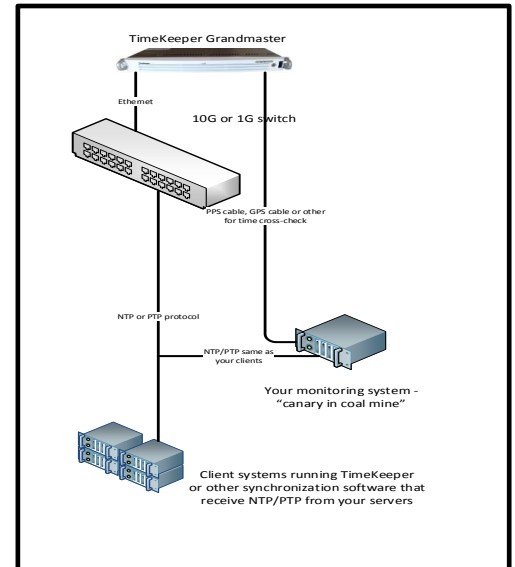 TimeKeeper Grandmaster
Ethernet
10G or 1G switch
PPS cable, GPS cable or other
for time cross-check
NTP or PTP protocol
NTP/PTP same as
your clients
Your monitoring system -
“canary in coal mine”
Client systems running TimeKeeper
or other synchronization software that
receive NTP/PTP from your servers